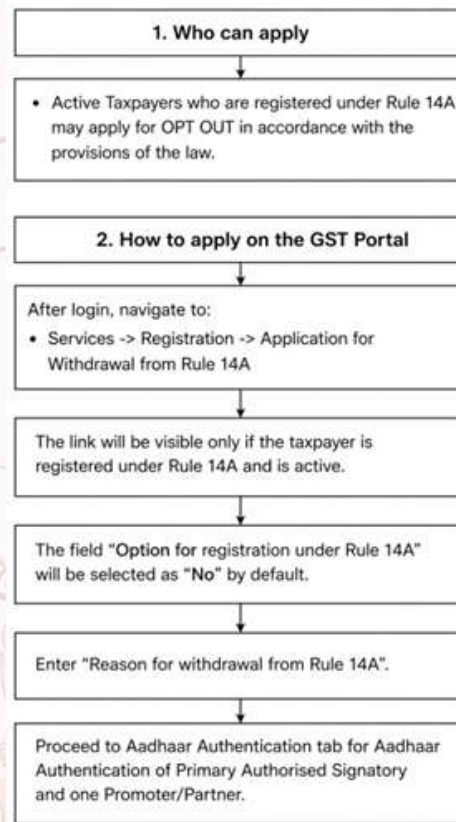 1. Who can apply
• Active Taxpayers who are registered under Rule 14A
may apply for OPT OUT in accordance with the
provisions of the law.
2. How to apply on the GST Portal
After login, navigate to:
• Services -> Registration -> Application for
Withdrawal from Rule 14A
The link will be visible only if the taxpayer is
registered under Rule 14A and is active.
The field “Option for registration under Rule 14A”
will be selected as “No” by default.
Enter “Reason for withdrawal from Rule 14A”.
Proceed to Aadhaar Authentication tab for Aadhaar
Authentication of Primary Authorised Signatory
and one Promoter/Partner.